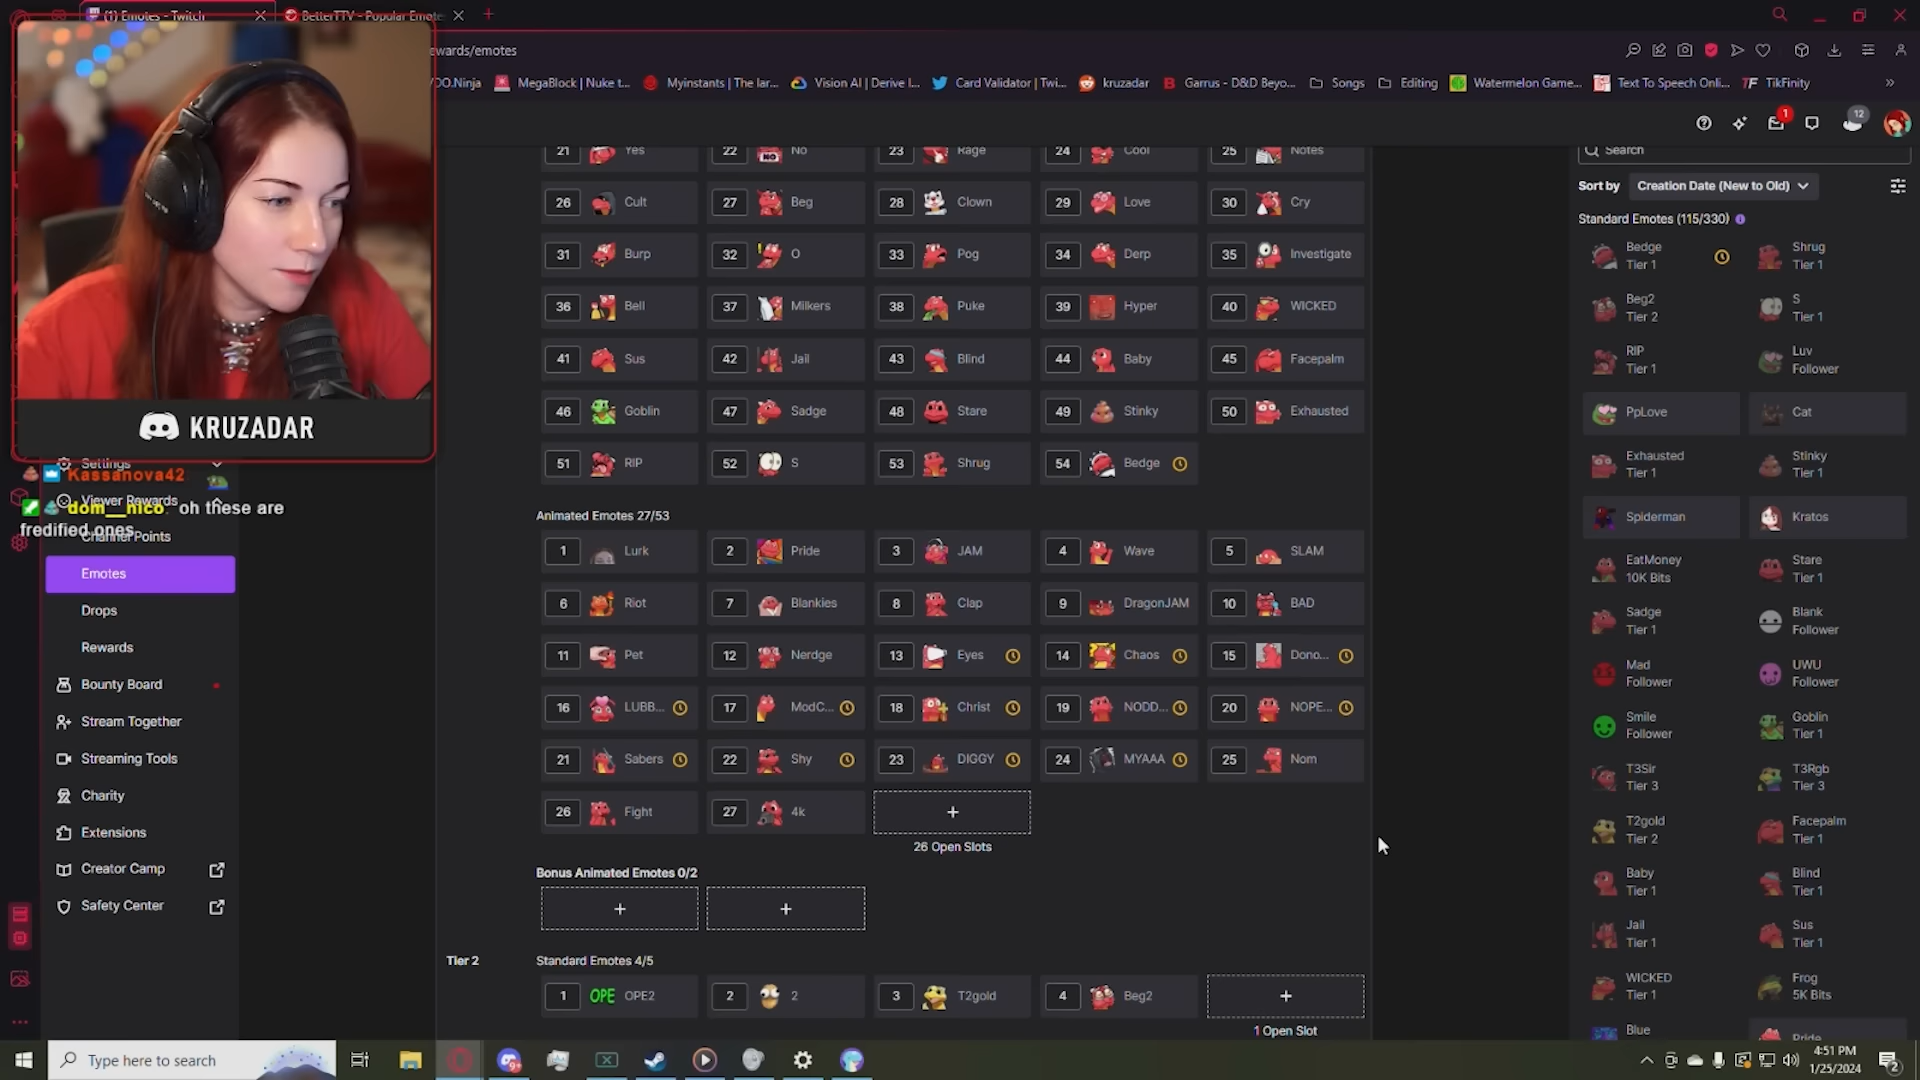 (1) Emotes - Twitch
BetterTTV - Popular Emote
ewards/emotes
/OO.Ninja
MegaBlock | Nuke t...
Myinstants | The lar...
Vision AI | Derive I...
Card Validator | Twi...
kruzadar
Garrus - D&D Beyo...
Songs
Editing
Watermelon Game...
Text To Speech Onli...
TikFinity
»
1
12
KRUZADAR
Settings
Kassanova42
Viewer Rewards
dom__nico: oh these are
fredified ones
Channel Points
Emotes
Drops
Rewards
Bounty Board
Stream Together
Streaming Tools
Charity
Extensions
Creator Camp
Safety Center
21 Yes 22 No 23 Rage 24 Cool 25 Notes
26 Cult 27 Beg 28 Clown 29 Love 30 Cry
31 Burp 32 O 33 Pog 34 Derp 35 Investigate
36 Bell 37 Milkers 38 Puke 39 Hyper 40 WICKED
41 Sus 42 Jail 43 Blind 44 Baby 45 Facepalm
46 Goblin 47 Sadge 48 Stare 49 Stinky 50 Exhausted
51 RIP 52 S 53 Shrug 54 Bedge
Animated Emotes 27/53
1 Lurk 2 Pride 3 JAM 4 Wave 5 SLAM
6 Riot 7 Blankies 8 Clap 9 DragonJAM 10 BAD
11 Pet 12 Nerdge 13 Eyes 14 Chaos 15 Dono...
16 LUBB... 17 ModC... 18 Christ 19 NODD... 20 NOPE...
21 Sabers 22 Shy 23 DIGGY 24 MYAAA 25 Nom
26 Fight 27 4k +
26 Open Slots
Bonus Animated Emotes 0/2
+ +
Tier 2
Standard Emotes 4/5
1 OPE OPE2 2 2 3 T2gold 4 Beg2 +
1 Open Slot
Search
Sort by Creation Date (New to Old)
Standard Emotes (115/330)
Bedge Shrug
Tier 1 Tier 1
Beg2 S
Tier 2 Tier 1
RIP Luv
Tier 1 Follower
PpLove Cat
Exhausted Stinky
Tier 1 Tier 1
Spiderman Kratos
EatMoney Stare
10K Bits Tier 1
Sadge Blank
Tier 1 Follower
Mad UWU
Follower Follower
Smile Goblin
Follower Tier 1
T3Sir T3Rgb
Tier 3 Tier 3
T2gold Facepalm
Tier 2 Tier 1
Baby Blind
Tier 1 Tier 1
Jail Sus
Tier 1 Tier 1
WICKED Frog
Tier 1 5K Bits
Blue Pride
Type here to search
9+
4:51 PM
1/25/2024
2